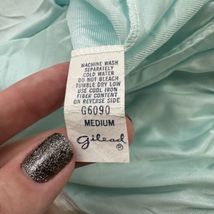 MACHINE WASH
SEPARATELY
COLD WATER
DO NOT BLEACH
TUMBLE DRY LOW
USE COOL IRON
FIBER CONTENT
ON REVERSE SIDE
G6090
MEDIUM
gilead